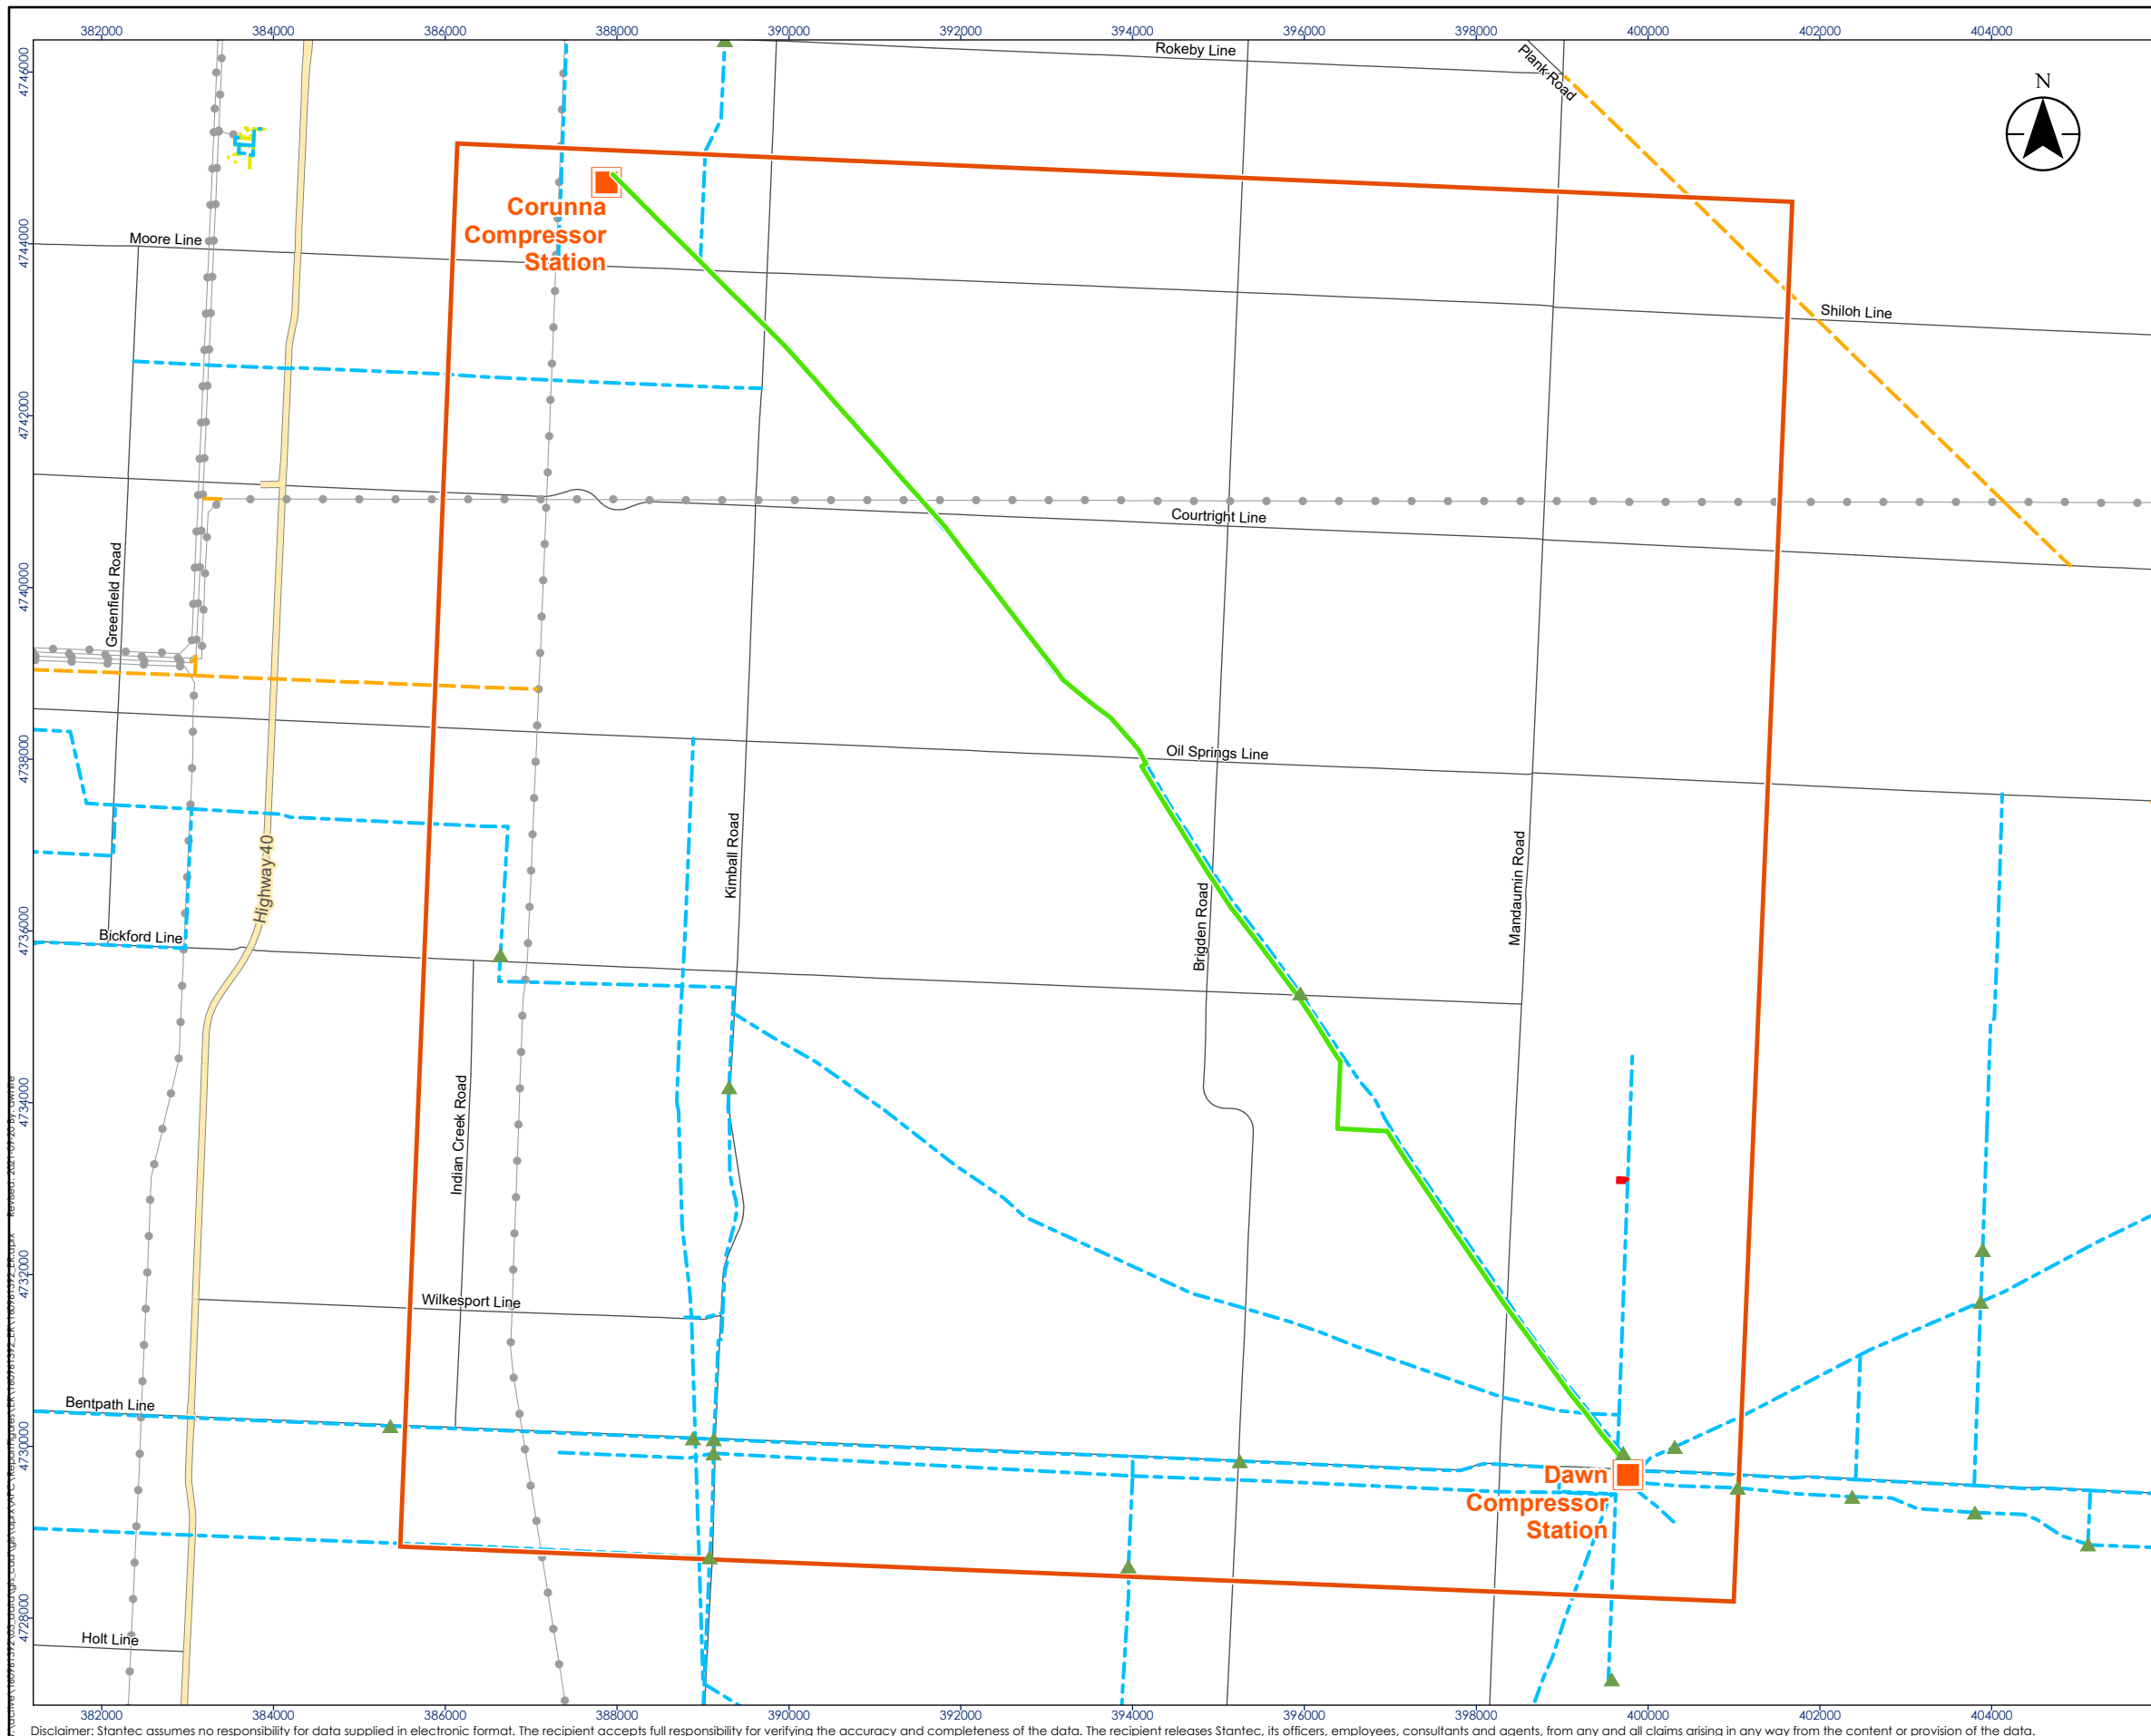 382000 384000 386000 388000 390000 392000 394000 396000 398000 400000 402000 404000
4746000
Rokeby Line
Plank Road
N
Corunna
Compressor
Station
4744000
Moore Line
Shiloh Line
4742000
Courtright Line
4740000
Greenfield Road
4738000
Oil Springs Line
Highway 40
Kimball Road
Brigden Road
Mandaumin Road
4736000
Bickford Line
4734000
Indian Creek Road
4732000
Wilkesport Line
Bentpath Line
4730000
Dawn
Compressor
Station
4728000
Holt Line
Revised: 2021-09-20 By:
382000 384000 386000 388000 390000 392000 394000 396000 398000 400000 402000 404000
Disclaimer: Stantec assumes no responsibility for data supplied in electronic format. The recipient accepts full responsibility for verifying the accuracy and completeness of the data. The recipient releases Stantec, its officers, employees, consultants and agents, from any and all claims arising in any way from the content or provision of the data.